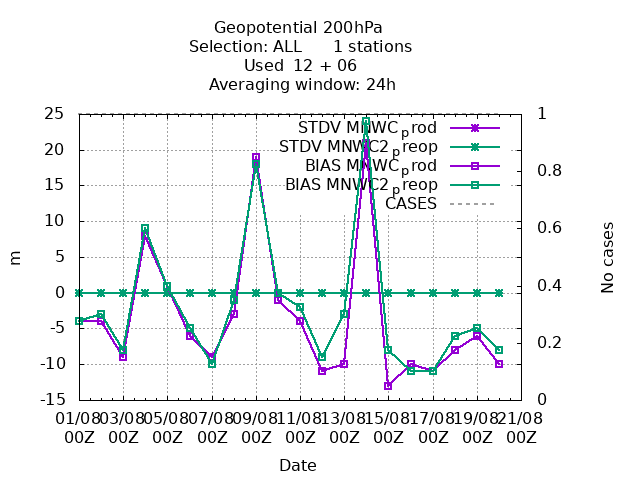 Geopotential 200hPa
Selection: ALL 1 stations
Used 12 + 06
Averaging window: 24h
STDV MNWC_prod
STDV MNWC2_preop
BIAS MNWC_prod
BIAS MNWC2_preop
CASES
25
20
15
10
5
0
-5
-10
-15
m
1
0.8
0.6
0.4
0.2
0
No cases
01/08 03/08 05/08 07/08 09/08 11/08 13/08 15/08 17/08 19/08 21/08
00Z 00Z 00Z 00Z 00Z 00Z 00Z 00Z 00Z 00Z 00Z
Date